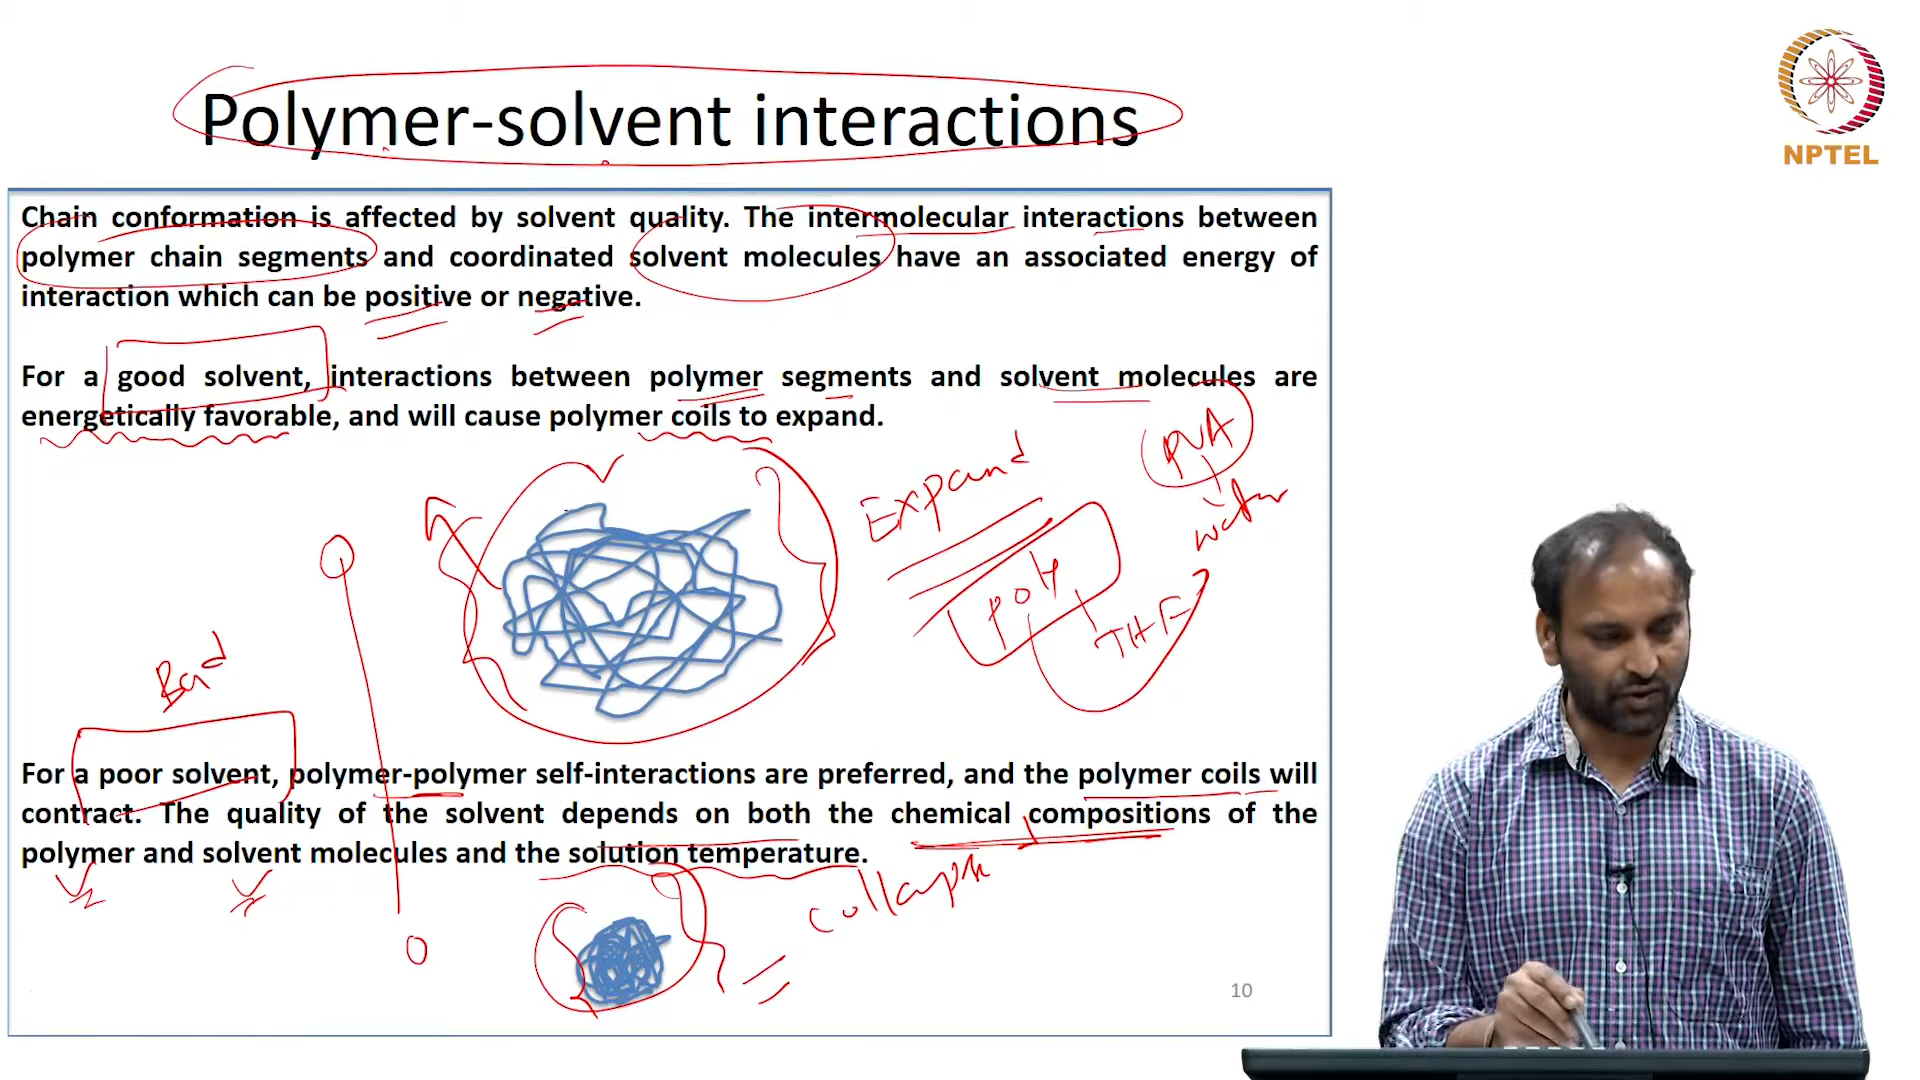 Polymer-solvent interactions
NPTEL
Chain conformation is affected by solvent quality. The intermolecular interactions between
polymer chain segments and coordinated solvent molecules have an associated energy of
interaction which can be positive or negative.
For a good solvent, interactions between polymer segments and solvent molecules are
energetically favorable, and will cause polymer coils to expand.
PVA
water
Expand
Poly
THF
Bad
For a poor solvent, polymer-polymer self-interactions are preferred, and the polymer coils will
contract. The quality of the solvent depends on both the chemical compositions of the
polymer and solvent molecules and the solution temperature.
10